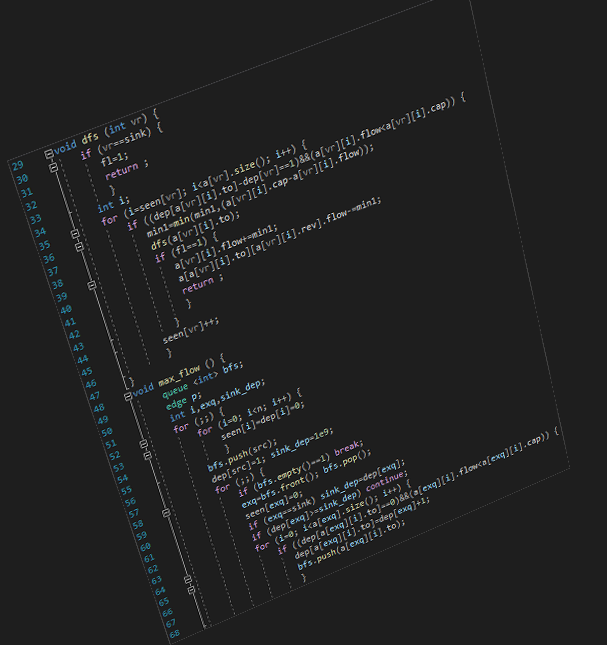 29 void dfs (int vr) {
30 if (vr==sink) {
31 fl=1;
32 return ;
33 }
34 int i;
35 for (i=seen[vr]; i<a[vr].size(); i++) {
36 if ((dep[a[vr][i].to]-dep[vr]==1)&&(a[vr][i].flow<a[vr][i].cap)) {
37 min1=min(min1,(a[vr][i].cap-a[vr][i].flow));
38 dfs(a[vr][i].to);
39 if (fl==1) {
40 a[vr][i].flow+=min1;
41 a[a[vr][i].to][a[vr][i].rev].flow-=min1;
42 return ;
43 }
44 }
45 seen[vr]++;
46 }
47 }
48 void max_flow () {
49 queue <int> bfs;
50 edge p;
51 int i,exq,sink_dep;
52 for (;;) {
53 for (i=0; i<n; i++) {
54 seen[i]=dep[i]=0;
55 }
56 bfs.push(src);
57 dep[src]=1; sink_dep=1e9;
58 for (;;) {
59 if (bfs.empty()==1) break;
60 exq=bfs.front(); bfs.pop();
61 seen[exq]=0;
62 if (exq==sink) sink_dep=dep[exq];
63 if (dep[exq]>=sink_dep) continue;
64 for (i=0; i<a[exq].size(); i++) {
65 if ((dep[a[exq][i].to]==0)&&(a[exq][i].flow<a[exq][i].cap)) {
66 dep[a[exq][i].to]=dep[exq]+1;
67 bfs.push(a[exq][i].to);
68 }